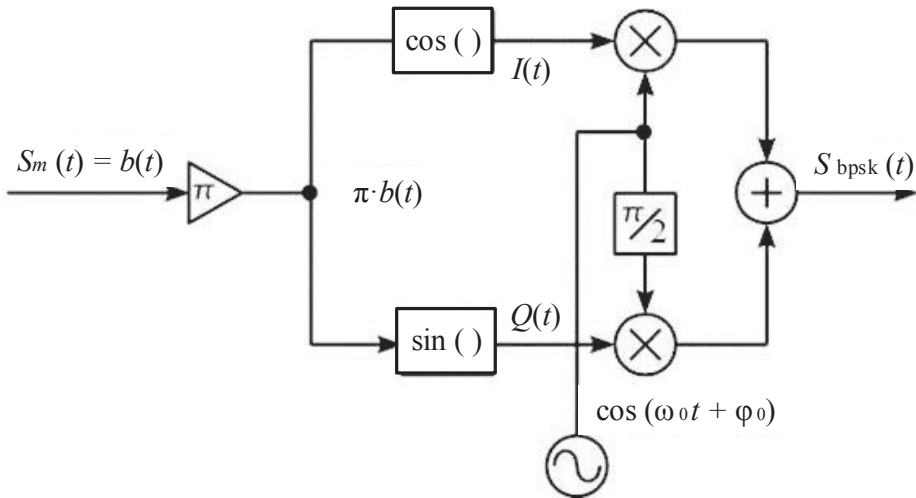 cos ( )
I(t)
Sm (t) = b(t)
π
π·b(t)
S bpsk (t)
π/2
Q(t)
sin ( )
cos (ω0t + φ0)